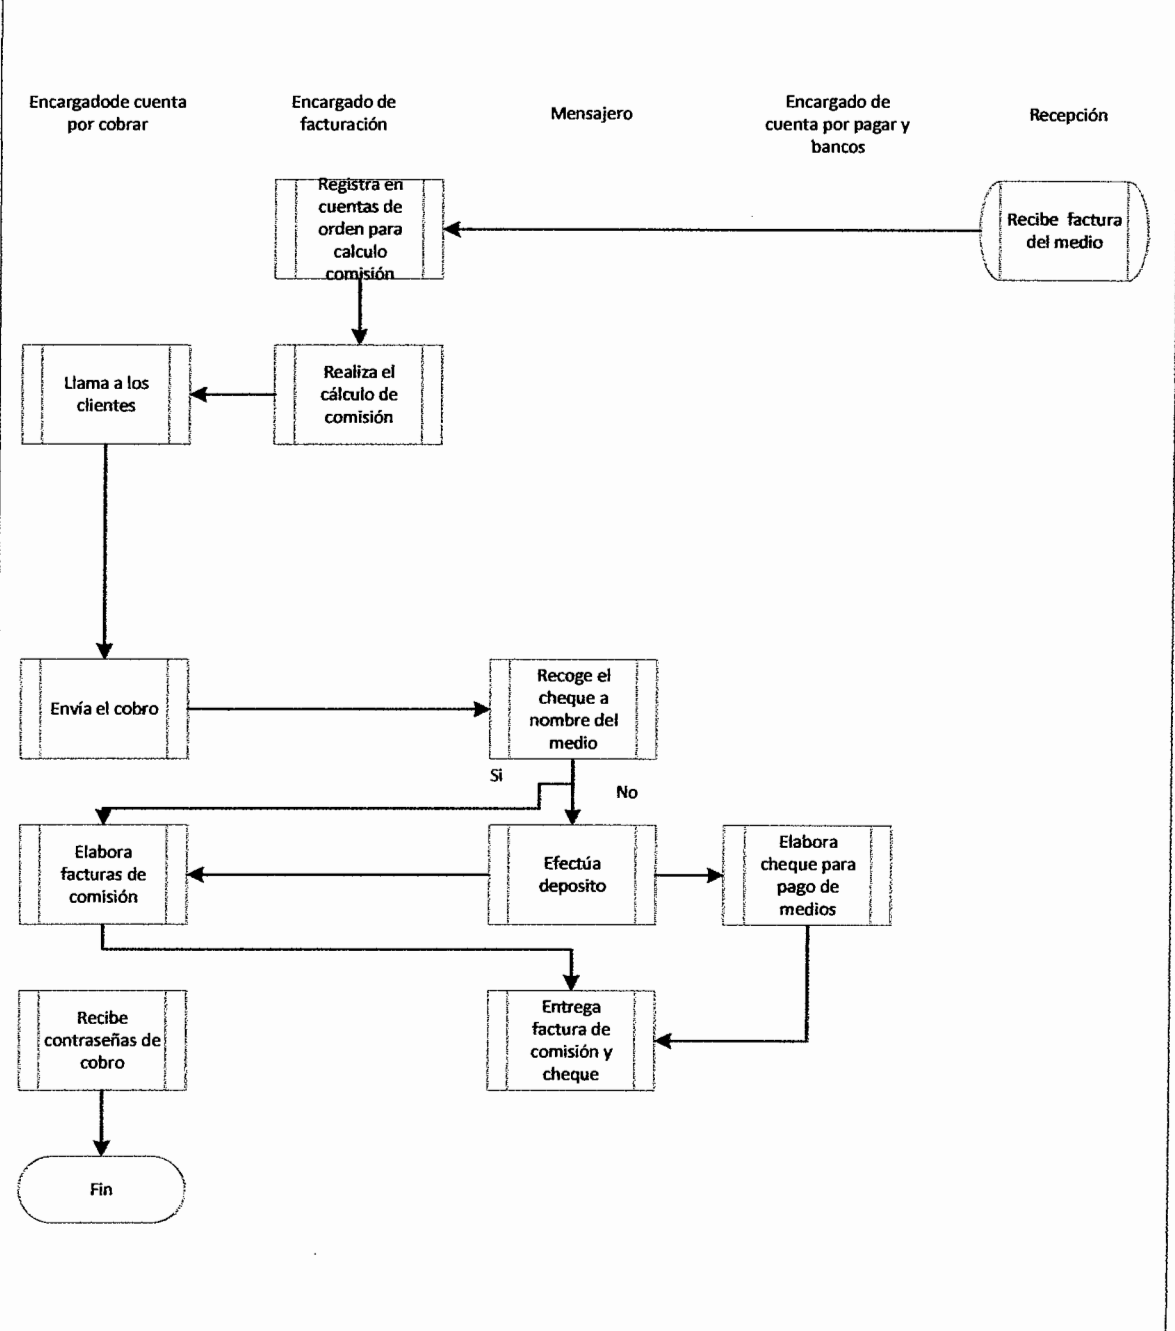 Encargadode cuenta
por cobrar
Encargado de
facturación
Mensajero
Encargado de
cuenta por pagar y
bancos
Recepción
Registra en
cuentas de
orden para
calculo
comisión
Recibe factura
del medio
Llama a los
clientes
Realiza el
cálculo de
comisión
Envía el cobro
Recoge el
cheque a
nombre del
medio
Si
No
Elabora
facturas de
comisión
Efectúa
deposito
Elabora
cheque para
pago de
medios
Recibe
contraseñas de
cobro
Entrega
factura de
comisión y
cheque
Fin